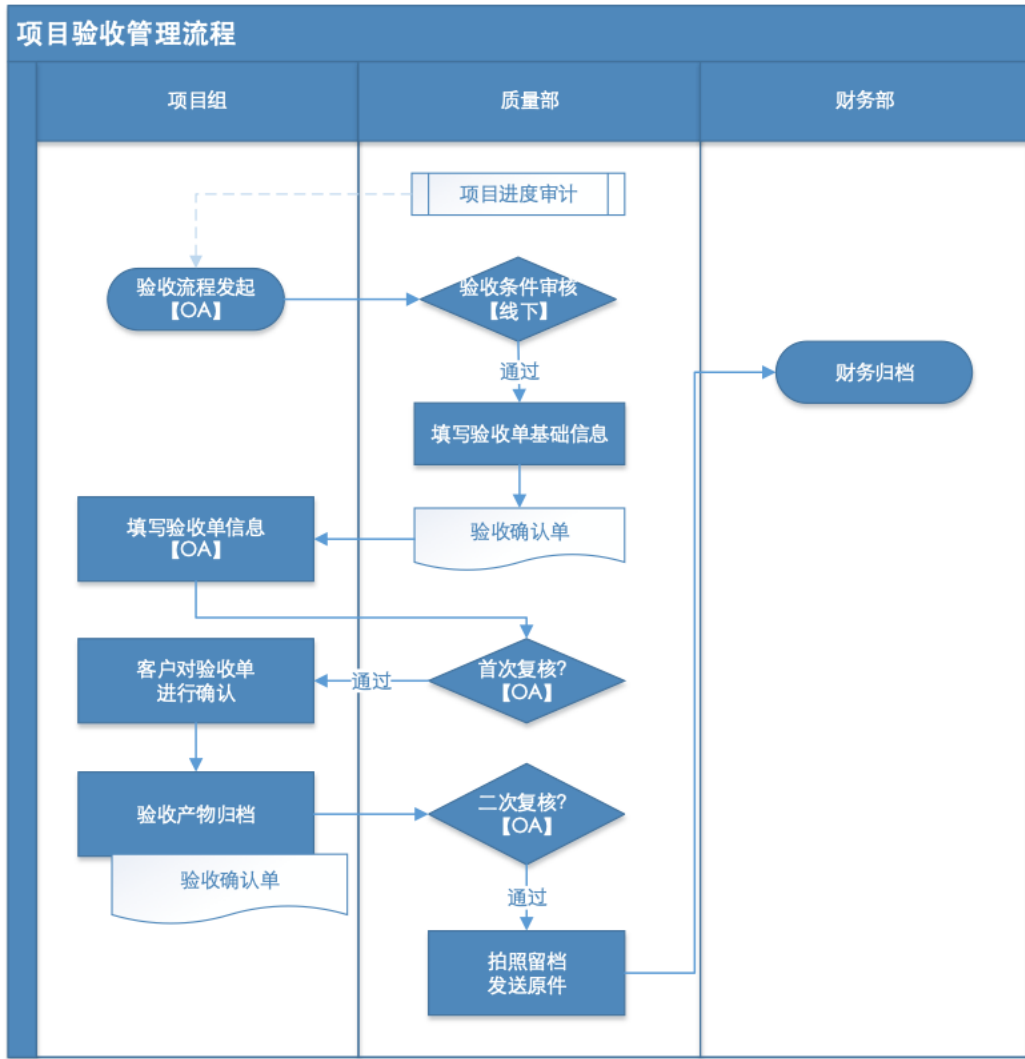 项目验收管理流程
项目组
质量部
财务部
项目进度审计
验收流程发起
【OA】
验收条件审核
【线下】
通过
财务归档
填写验收单基础信息
填写验收单信息
【OA】
验收确认单
客户对验收单
进行确认
通过
首次复核?
【OA】
验收产物归档
二次复核?
【OA】
验收确认单
通过
拍照留档
发送原件